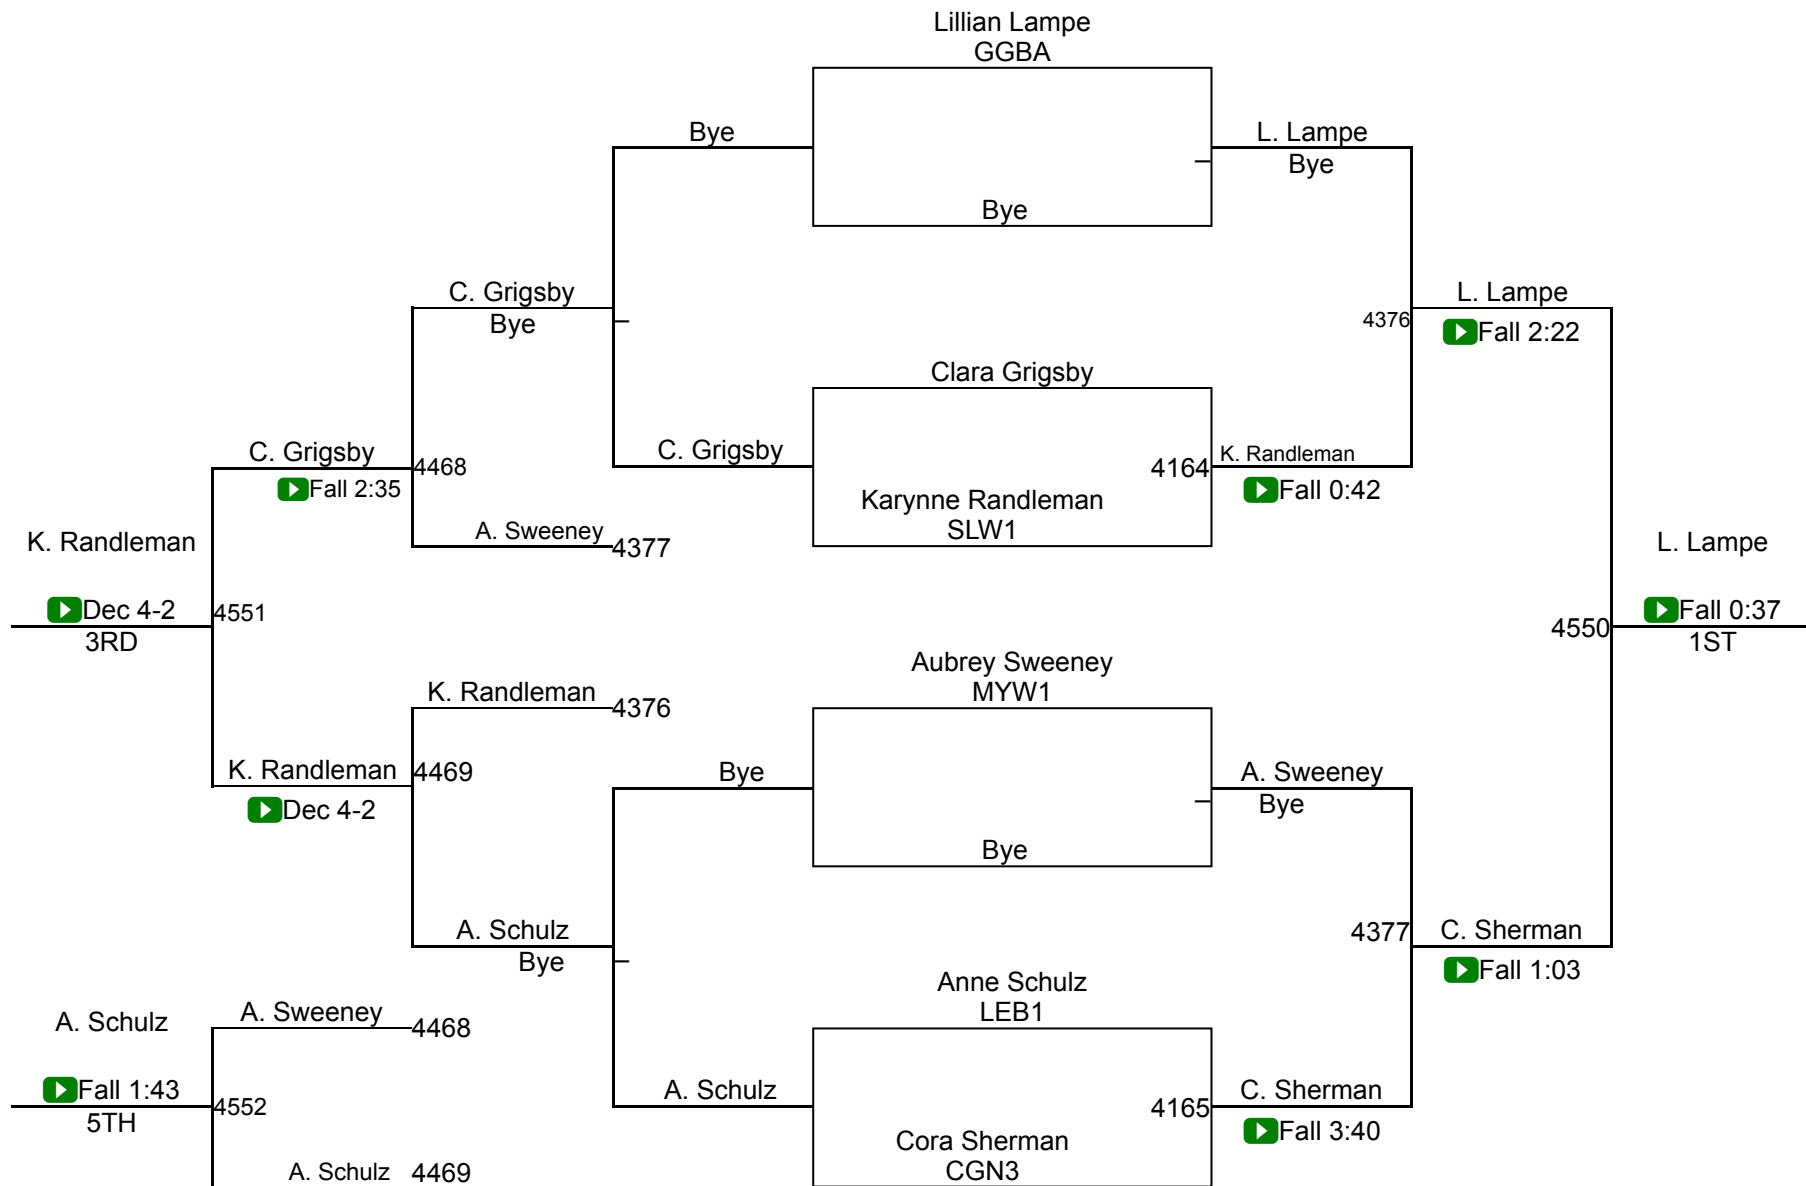 Lillian Lampe
GGBA
Bye
L. Lampe
Bye
Bye
C. Grigsby
Bye
L. Lampe
4376
Fall 2:22
Clara Grigsby
C. Grigsby
4468
Fall 2:35
C. Grigsby
4164
K. Randleman
Fall 0:42
Karynne Randleman
SLW1
A. Sweeney
4377
K. Randleman
L. Lampe
Dec 4-2
4551
3RD
4550
Fall 0:37
1ST
Aubrey Sweeney
MYW1
K. Randleman
4376
K. Randleman
4469
Dec 4-2
Bye
A. Sweeney
Bye
Bye
A. Schulz
Bye
4377
C. Sherman
Fall 1:03
Anne Schulz
LEB1
A. Schulz
A. Sweeney
4468
Fall 1:43
4552
5TH
A. Schulz
4165
C. Sherman
Fall 3:40
Cora Sherman
CGN3
A. Schulz
4469